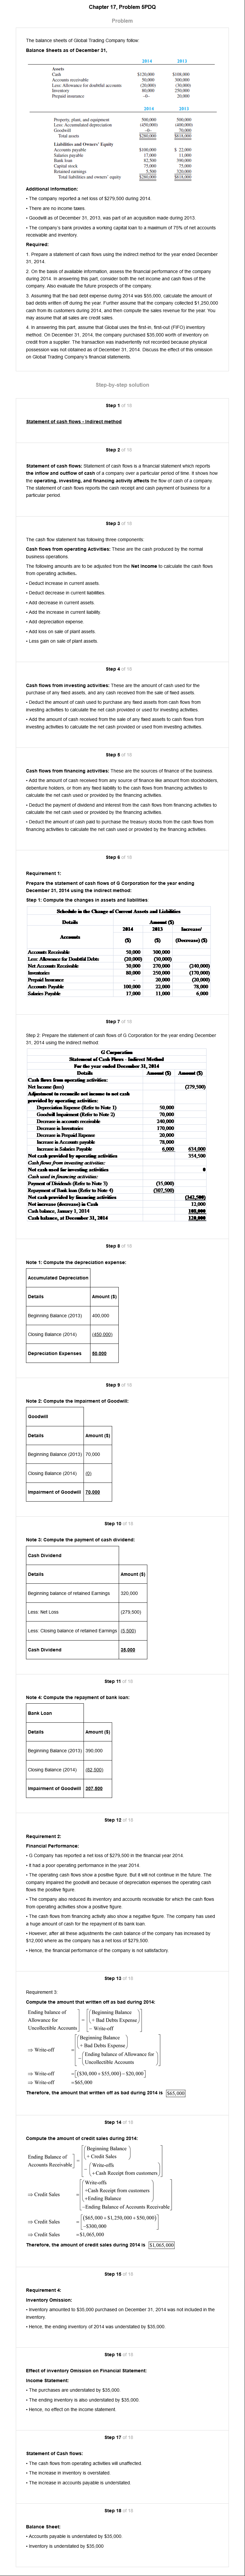 Chapter 17, Problem 5PDQ
Problem
The balance sheets of Global Trading Company follow:
Balance Sheets as of December 31,
2014 2013
Assets
Cash $120,000 $108,000
Accounts receivable 50,000 300,000
Less: Allowance for doubtful accounts (20,000) (30,000)
Inventory 80,000 250,000
Prepaid insurance -0- 20,000
2014 2013
Property, plant, and equipment 500,000 500,000
Less: Accumulated depreciation (450,000) (400,000)
Goodwill -0- 70,000
Total assets $280,000 $818,000
Liabilities and Owners' Equity
Accounts payable $100,000 $ 22,000
Salaries payable 17,000 11,000
Bank loan 82,500 390,000
Capital stock 75,000 75,000
Retained earnings 5,500 320,000
Total liabilities and owners' equity $280,000 $818,000
Additional Information:
• The company reported a net loss of $279,500 during 2014.
• There are no income taxes.
• Goodwill as of December 31, 2013, was part of an acquisition made during 2013.
• The company's bank provides a working capital loan to a maximum of 75% of net accounts
receivable and inventory.
Required:
1. Prepare a statement of cash flows using the indirect method for the year ended December
31, 2014.
2. On the basis of available information, assess the financial performance of the company
during 2014. In answering this part, consider both the net income and cash flows of the
company. Also evaluate the future prospects of the company.
3. Assuming that the bad debt expense during 2014 was $55,000, calculate the amount of
bad debts written off during the year. Further assume the company collected $1,250,000
cash from its customers during 2014, and then compute the sales revenue for the year. You
may assume that all sales are credit sales.
4. In answering this part, assume that Global uses the first-in, first-out (FIFO) inventory
method. On December 31, 2014, the company purchased $35,000 worth of inventory on
credit from a supplier. The transaction was inadvertently not recorded because physical
possession was not obtained as of December 31, 2014. Discuss the effect of this omission
on Global Trading Company's financial statements.
Step-by-step solution
Step 1 of 18
Statement of cash flows - Indirect method
Step 2 of 18
Statement of cash flows: Statement of cash flows is a financial statement which reports
the inflow and outflow of cash of a company over a particular period of time. It shows how
the operating, investing, and financing activity affects the flow of cash of a company.
The statement of cash flows reports the cash receipt and cash payment of business for a
particular period.
Step 3 of 18
The cash flow statement has following three components.
Cash flows from operating Activities: These are the cash produced by the normal
business operations.
The following amounts are to be adjusted from the Net income to calculate the cash flows
from operating activities.
• Deduct increase in current assets.
• Deduct decrease in current liabilities.
• Add decrease in current assets.
• Add the increase in current liability.
• Add depreciation expense.
• Add loss on sale of plant assets.
• Less gain on sale of plant assets.
Step 4 of 18
Cash flows from investing activities: These are the amounts of cash used for the
purchase of any fixed assets, and any cash received from the sale of fixed assets.
• Deduct the amount of cash used to purchase any fixed assets from cash flows from
investing activities to calculate the net cash provided or used for investing activities.
• Add the amount of cash received from the sale of any fixed assets to cash flows from
investing activities to calculate the net cash provided or used from investing activities.
Step 5 of 18
Cash flows from financing activities: These are the sources of finance of the business.
• Add the amount of cash received from any source of finance like amount from stockholders,
debenture holders, or from any fixed liability to the cash flows from financing activities to
calculate the net cash used or provided by the financing activities.
• Deduct the payment of dividend and interest from the cash flows from financing activities to
calculate the net cash used or provided by the financing activities.
• Deduct the amount of cash paid to purchase the treasury stocks from the cash flows from
financing activities to calculate the net cash used or provided by the financing activities.
Step 6 of 18
Requirement 1:
Prepare the statement of cash flows of G Corporation for the year ending
December 31, 2014 using the indirect method:
Step 1: Compute the changes in assets and liabilities.
Schedule in the Change of Current Assets and Liabilities
Details Amount ($)
2014 2013 Increase/
Accounts ($) ($) (Decrease) ($)
Accounts Receivable 50,000 300,000
Less: Allowance for Doubtful Debts (20,000) (30,000)
Net Accounts Receivable 30,000 270,000 (240,000)
Inventories 80,000 250,000 (170,000)
Prepaid Insurance 20,000 (20,000)
Accounts Payable 100,000 22,000 78,000
Salaries Payable 17,000 11,000 6,000
Step 7 of 18
Step 2: Prepare the statement of cash flows of G Corporation for the year ending December
31, 2014 using the indirect method.
G Corporation
Statement of Cash Flows - Indirect Method
For the year ended December 31, 2014
Details Amount ($) Amount ($)
Cash flows from operating activities:
Net Income (loss) (279,500)
Adjustment to reconcile net income to net cash
provided by operating activities:
Depreciation Expense (Refer to Note 1) 50,000
Goodwill Impairment (Refer to Note 2) 70,000
Decrease in accounts receivable 240,000
Decrease in Inventories 170,000
Decrease in Prepaid Expense 20,000
Increase in Accounts payable 78,000
Increase in Salaries Payable 6,000 634,000
Net cash provided by operating activities 354,500
Cash flows from investing activities:
Net cash used for investing activities 0
Cash used in financing activities:
Payment of Dividends (Refer to Note 3) (35,000)
Repayment of Bank loan (Refer to Note 4) (307,500)
Net cash provided by financing activities (342,500)
Net increase (decrease) in Cash 12,000
Cash balance, January 1, 2014 108,000
Cash balance, at December 31, 2014 120,000
Step 8 of 18
Note 1: Compute the depreciation expense:
Accumulated Depreciation
Details Amount ($)
Beginning Balance (2013) 400,000
Closing Balance (2014) (450,000)
Depreciation Expenses 50,000
Step 9 of 18
Note 2: Compute the Impairment of Goodwill:
Goodwill
Details Amount ($)
Beginning Balance (2013) 70,000
Closing Balance (2014) (0)
Impairment of Goodwill 70,000
Step 10 of 18
Note 3: Compute the payment of cash dividend:
Cash Dividend
Details Amount ($)
Beginning balance of retained Earnings 320,000
Less: Net Loss (279,500)
Less: Closing balance of retained Earnings (5,500)
Cash Dividend 35,000
Step 11 of 18
Note 4: Compute the repayment of bank loan:
Bank Loan
Details Amount ($)
Beginning Balance (2013) 390,000
Closing Balance (2014) (82,500)
Impairment of Goodwill 307,500
Step 12 of 18
Requirement 2:
Financial Performance:
• G Company has reported a net loss of $279,500 in the financial year 2014.
• It had a poor operating performance in the year 2014.
• The operating cash flows show a positive figure. But it will not continue in the future. The
company impaired the goodwill and because of depreciation expenses the operating cash
flows the positive figure.
• The company also reduced its inventory and accounts receivable for which the cash flows
from operating activities show a positive figure.
• The cash flows from financing activity also show a negative figure. The company has used
a huge amount of cash for the repayment of its bank loan.
• However, after all these adjustments the cash balance of the company has increased by
$12,000 where as the company has a net loss of $279,500.
• Hence, the financial performance of the company is not satisfactory.
Step 13 of 18
Requirement 3:
Compute the amount that written off as bad during 2014:
Ending balance of
Allowance for
Uncollectible Accounts = [(Beginning Balance + Bad Debts Expense) - Write-off]
⇒ Write-off = [(Beginning Balance + Bad Debts Expense) - (Ending balance of Allowance for Uncollectible Accounts)]
⇒ Write-off = [($30,000 + $55,000) - $20,000]
⇒ Write-off = $65,000
Therefore, the amount that written off as bad during 2014 is $65,000
Step 14 of 18
Compute the amount of credit sales during 2014:
Ending Balance of
Accounts Receivable = [(Beginning Balance + Credit Sales) - (Write-offs + Cash Receipt from customers)]
⇒ Credit Sales = [(Write-offs +Cash Receipt from customers +Ending Balance) -Ending Balance of Accounts Receivable]
⇒ Credit Sales = [($65,000 + $1,250,000 + $50,000) -$300,000]
⇒ Credit Sales =$1,065,000
Therefore, the amount of credit sales during 2014 is $1,065,000
Step 15 of 18
Requirement 4:
Inventory Omission:
• Inventory amounted to $35,000 purchased on December 31, 2014 was not included in the
inventory.
• Hence, the ending inventory of 2014 was understated by $35,000.
Step 16 of 18
Effect of inventory Omission on Financial Statement:
Income Statement:
• The purchases are understated by $35,000.
• The ending inventory is also understated by $35,000.
• Hence, no effect on the income statement.
Step 17 of 18
Statement of Cash flows:
• The cash flows from operating activities will unaffected.
• The increase in inventory is overstated.
• The increase in accounts payable is understated.
Step 18 of 18
Balance Sheet:
• Accounts payable is understated by $35,000.
• Inventory is understated by $35,000